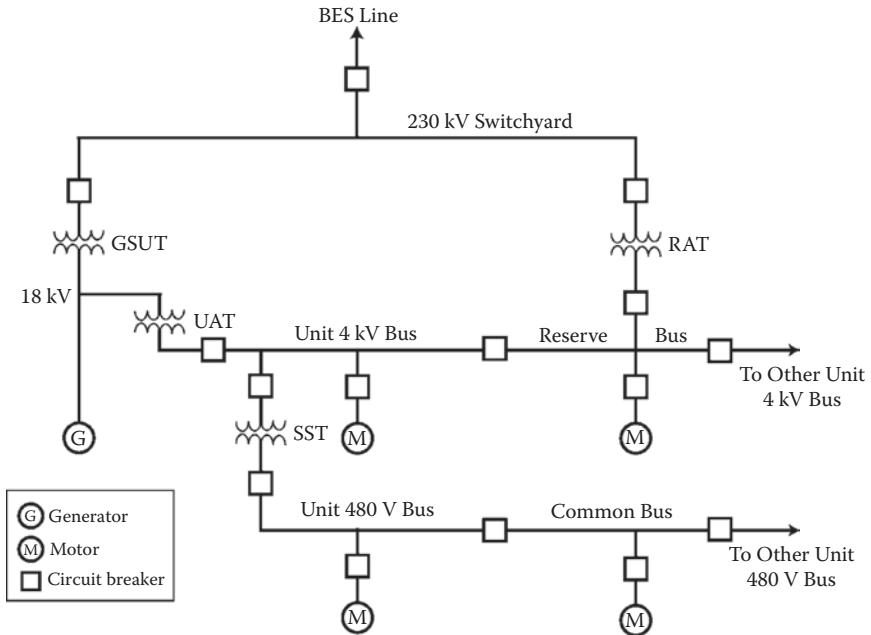 BES Line
230 kV Switchyard
GSUT
RAT
18 kV
UAT
Unit 4 kV Bus
Reserve
Bus
To Other Unit
4 kV Bus
G
SST
M
M
Unit 480 V Bus
Common Bus
To Other Unit
480 V Bus
G Generator
M Motor
Circuit breaker
M
M